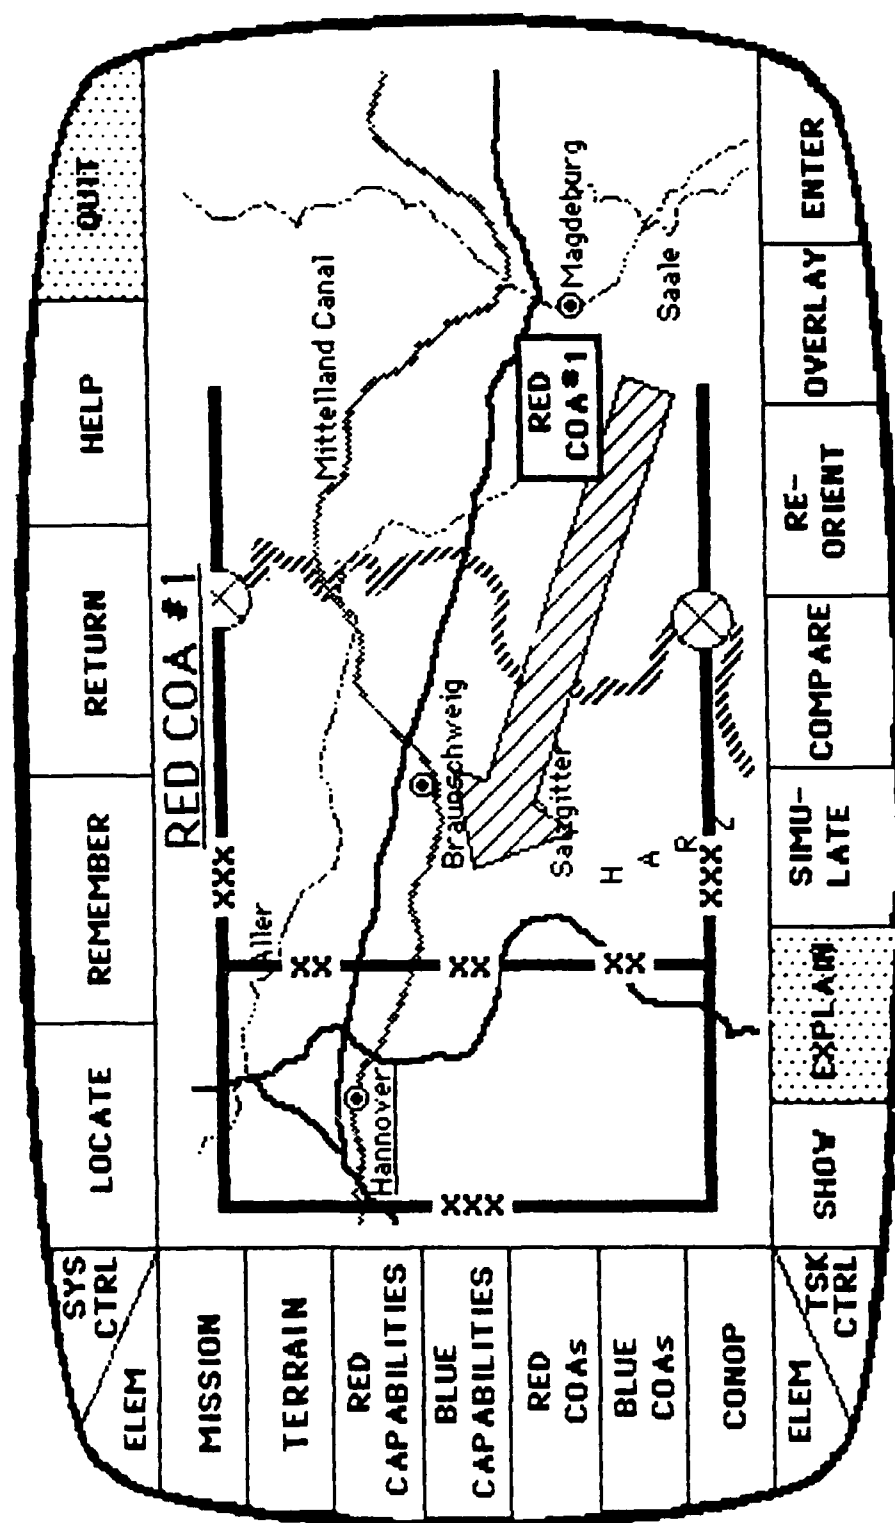 SYS
CTRL
LOCATE
REMEMBER
RETURN
HELP
QUIT
ELEM
MISSION
TERRAIN
RED
CAPABILITIES
BLUE
CAPABILITIES
RED
COAs
BLUE
COAs
CONOP
ELEM
TSK
CTRL
RED COA #1
XXX
Aller
Mittelland Canal
XX
Hannover
Braunschweig
XX
XXX
RED
COA #1
Magdeburg
Salzgitter
XX
H A R Z
Saale
XXX
SHOW
EXPLAIN
SIMU-
LATE
COMPARE
RE-
ORIENT
OVERLAY
ENTER